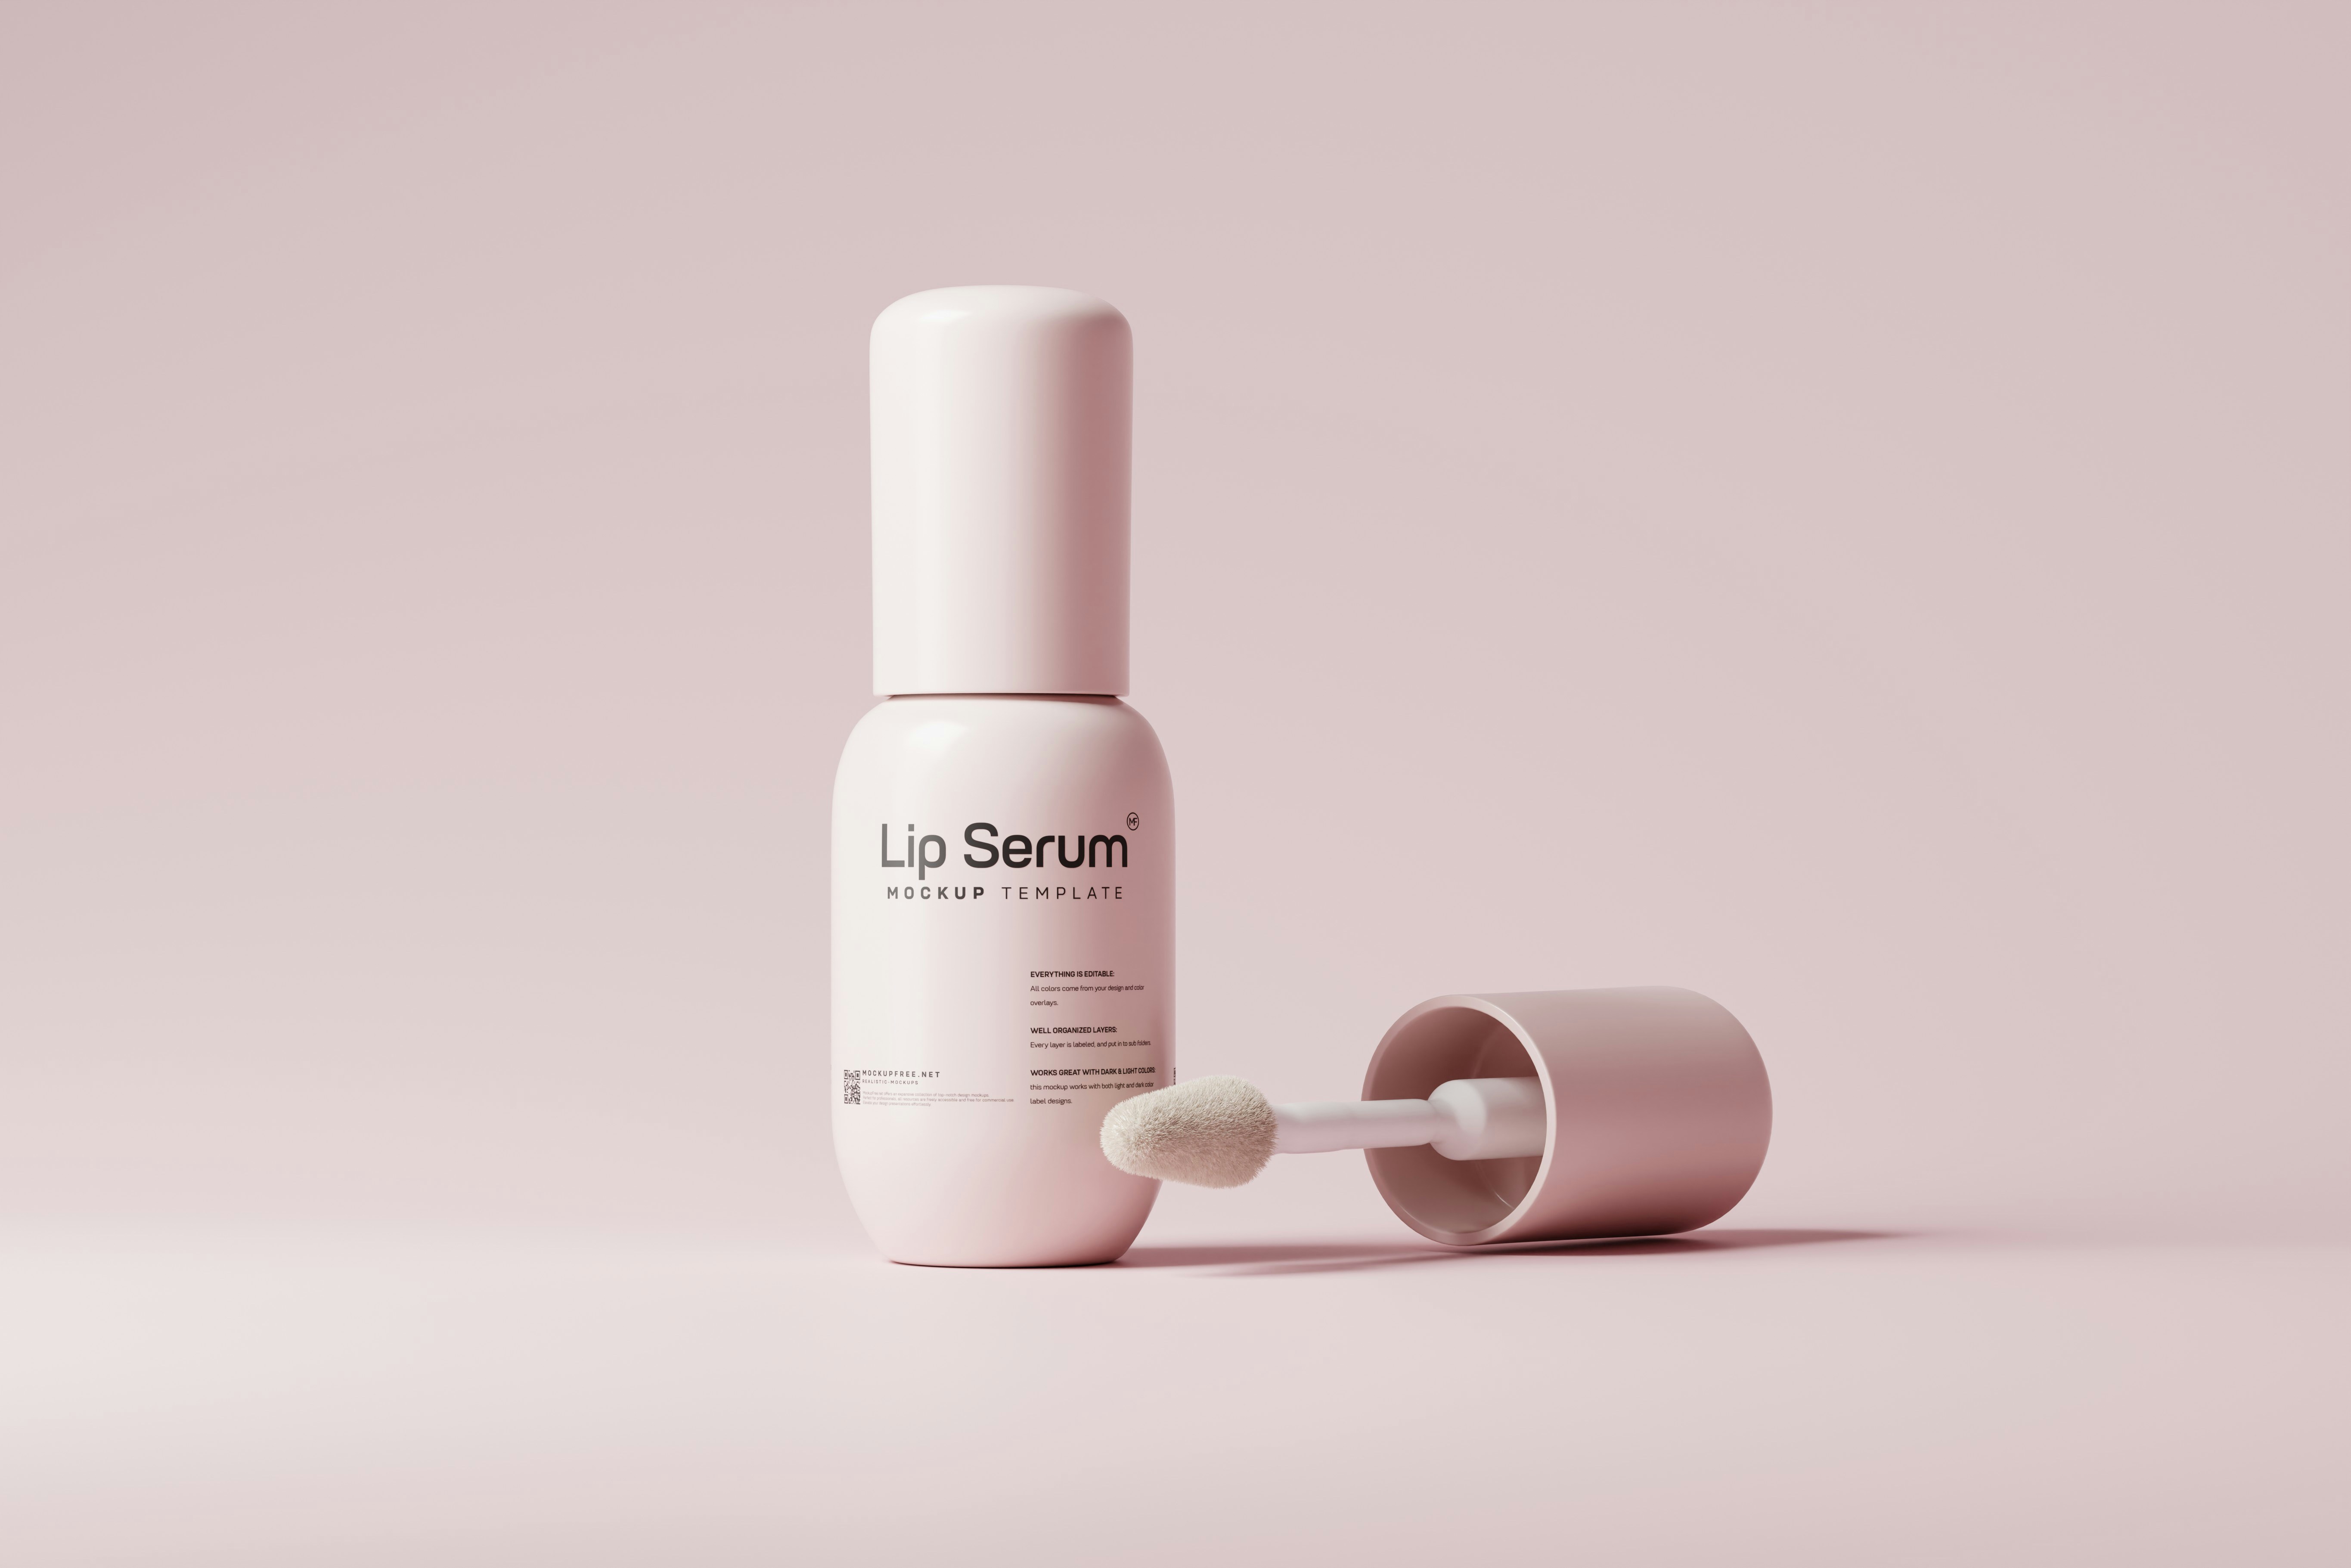 Lip Serum
MF
MOCKUP TEMPLATE
EVERYTHING IS EDITABLE:
All colors come from your design and color
overlays.
WELL ORGANIZED LAYERS:
Every layer is labeled, and put in to sub folders
WORKS GREAT WITH DARK & LIGHT COLORS
this mockup works with both light and dark color
label designs.
MOCKUPFREE.NET
REALISTIC-MOCKUPS